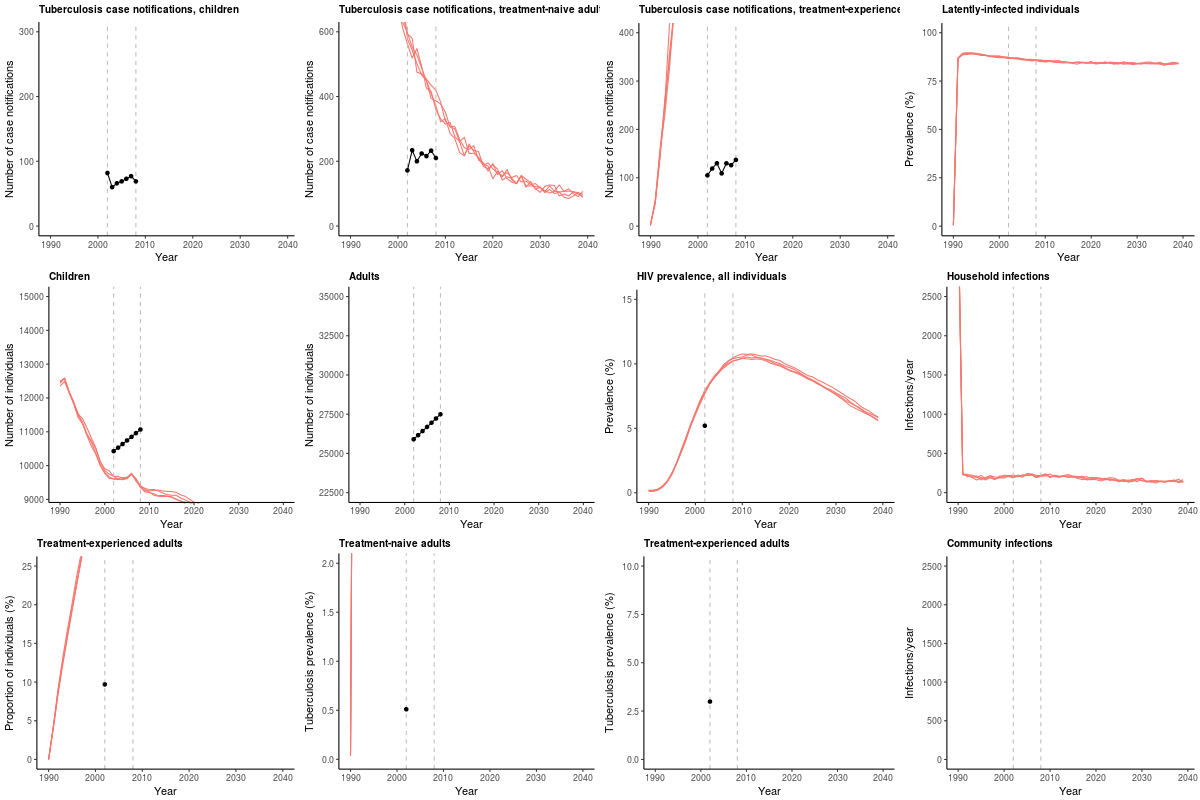 Tuberculosis case notifications, children
Number of case notifications
300
200
100
0
1990 2000 2010 2020 2030 2040
Year
Tuberculosis case notifications, treatment-naive adul
Number of case notifications
600
400
200
0
1990 2000 2010 2020 2030 2040
Year
Tuberculosis case notifications, treatment-experience
Number of case notifications
400
300
200
100
0
1990 2000 2010 2020 2030 2040
Year
Latently-infected individuals
Prevalence (%)
100
75
50
25
0
1990 2000 2010 2020 2030 2040
Year
Children
Number of individuals
15000
14000
13000
12000
11000
10000
9000
1990 2000 2010 2020 2030 2040
Year
Adults
Number of individuals
35000
32500
30000
27500
25000
22500
1990 2000 2010 2020 2030 2040
Year
HIV prevalence, all individuals
Prevalence (%)
15
10
5
0
1990 2000 2010 2020 2030 2040
Year
Household infections
Infections/year
2500
2000
1500
1000
500
0
1990 2000 2010 2020 2030 2040
Year
Treatment-experienced adults
Proportion of individuals (%)
25
20
15
10
5
0
1990 2000 2010 2020 2030 2040
Year
Treatment-naive adults
Tuberculosis prevalence (%)
2.0
1.5
1.0
0.5
0.0
1990 2000 2010 2020 2030 2040
Year
Treatment-experienced adults
Tuberculosis prevalence (%)
10.0
7.5
5.0
2.5
0.0
1990 2000 2010 2020 2030 2040
Year
Community infections
Infections/year
2500
2000
1500
1000
500
0
1990 2000 2010 2020 2030 2040
Year